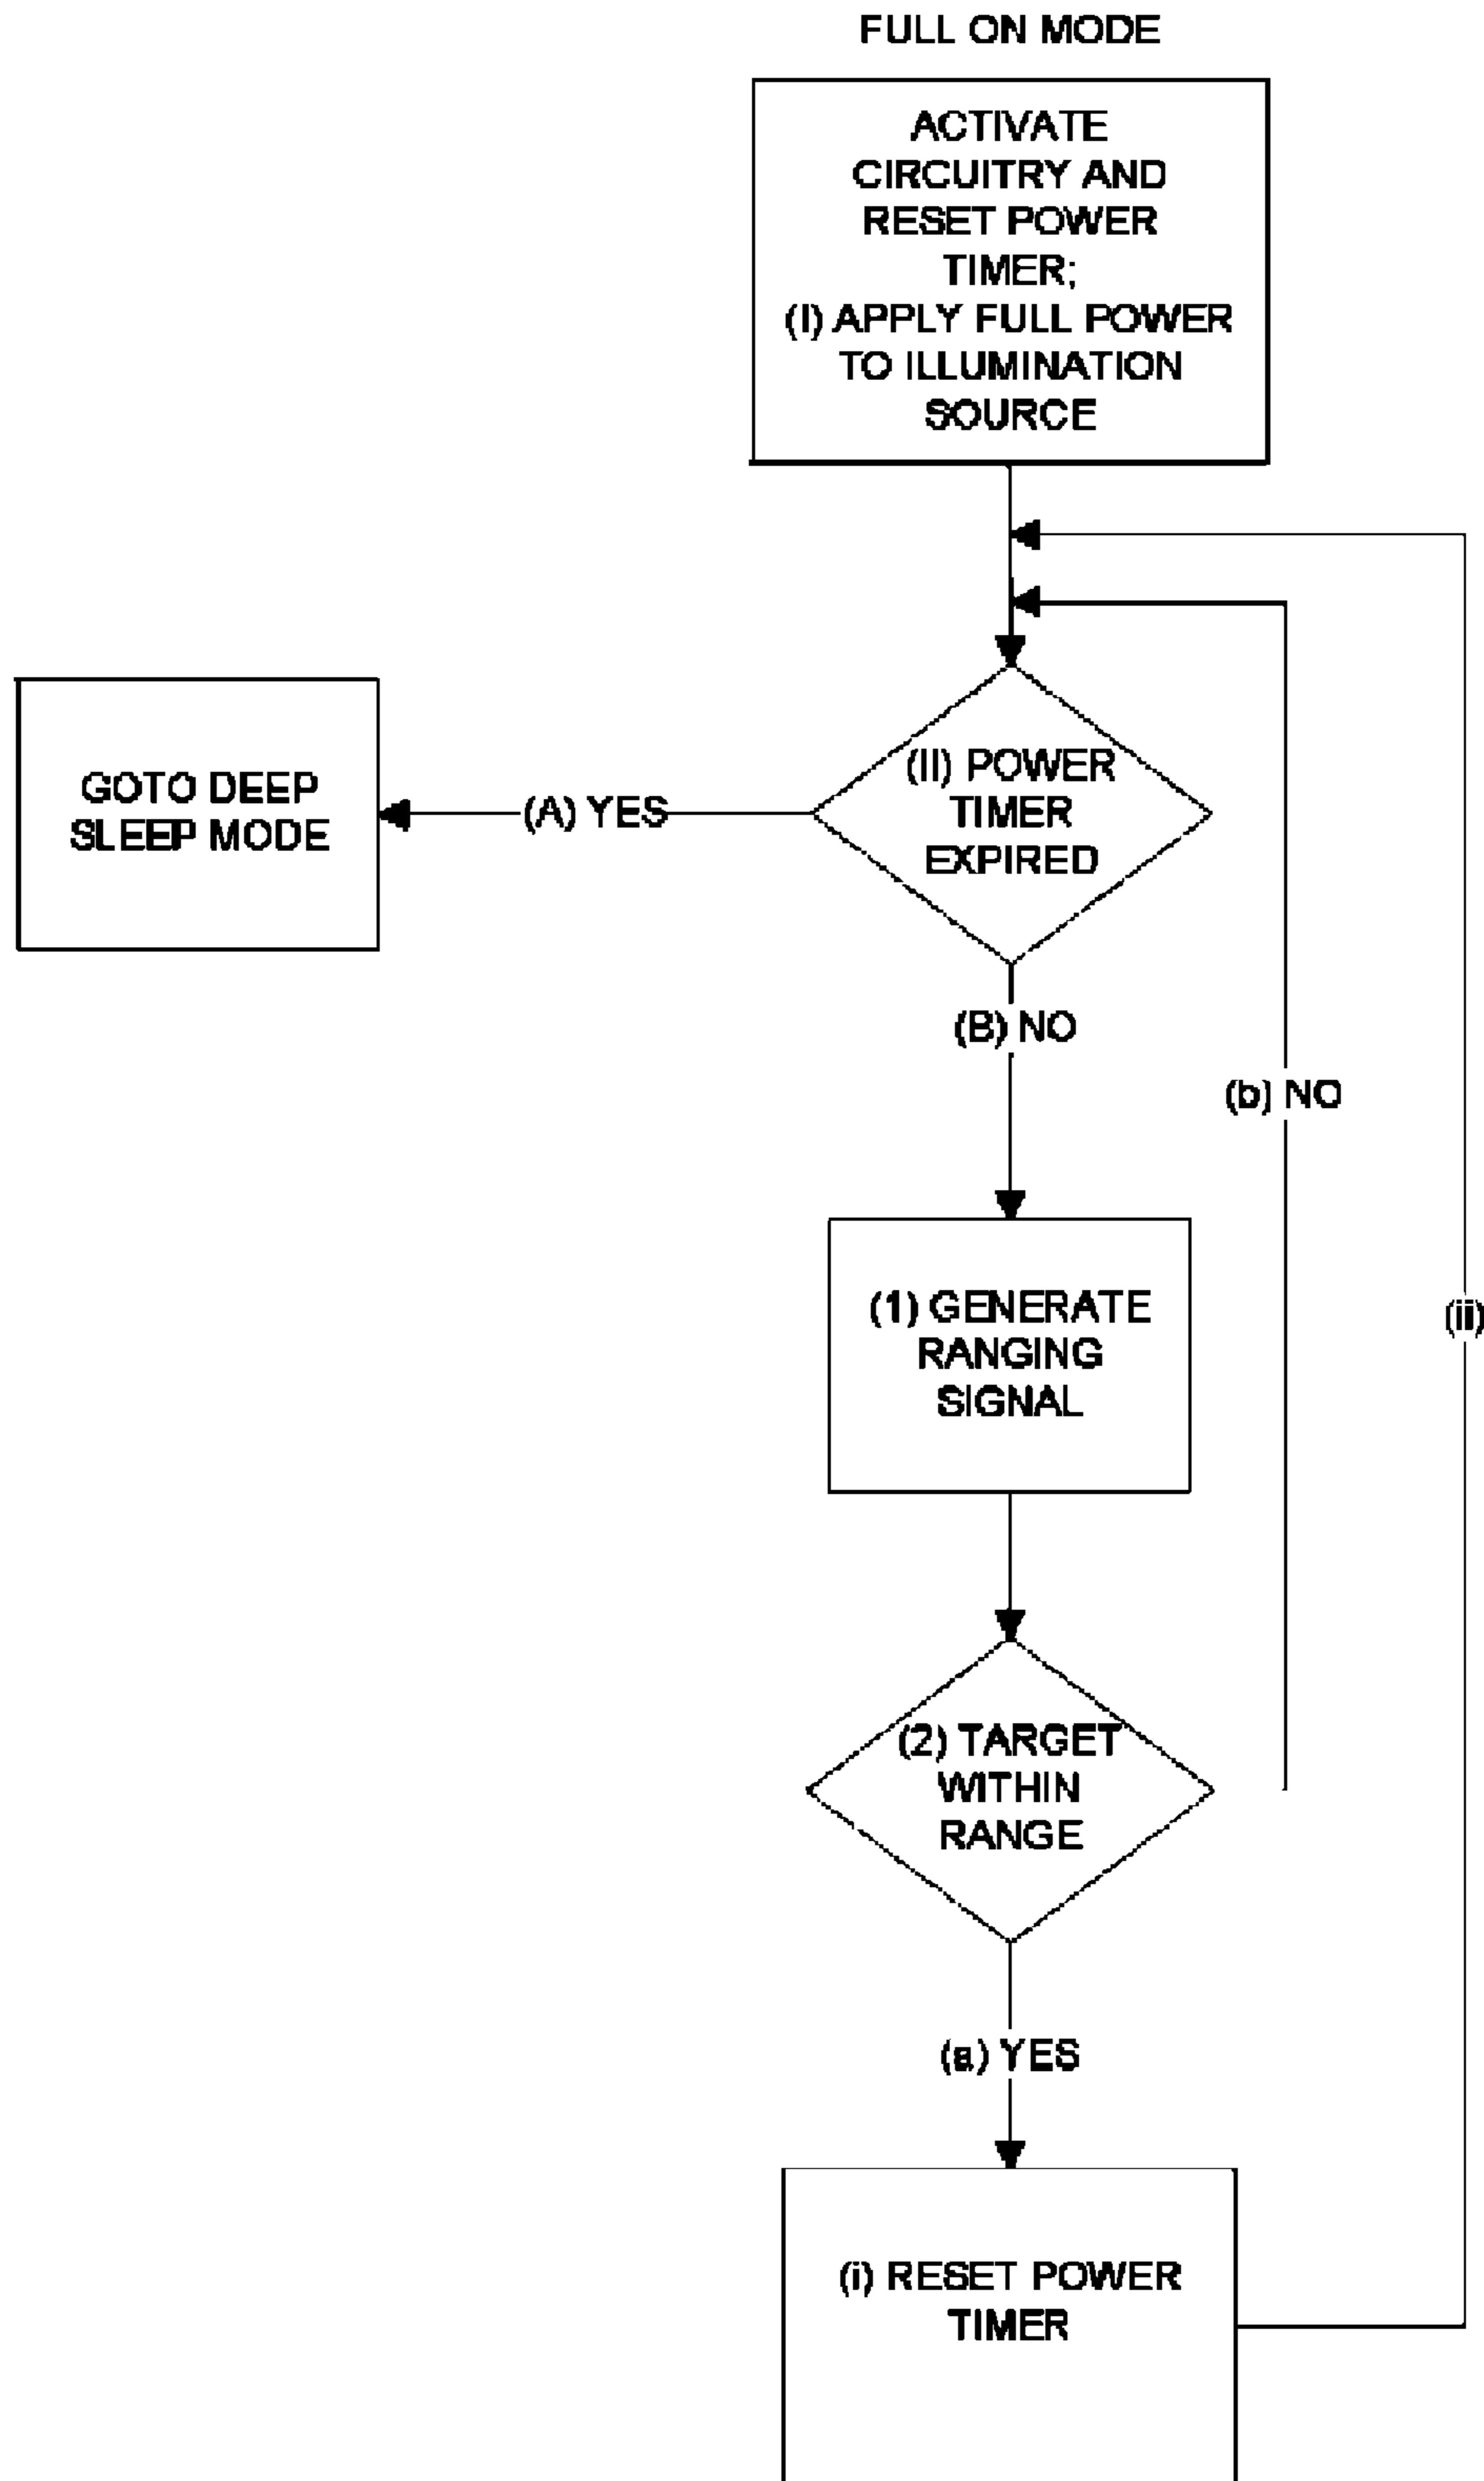 FULL ON MODE
ACTIVATE
CIRCUITRY AND
RESET POWER
TIMER;
(I) APPLY FULL POWER
TO ILLUMINATION
SOURCE
(II) POWER
TIMER
EXPIRED
(A) YES
GOTO DEEP
SLEEP MODE
(B) NO
(b) NO
(1) GENERATE
RANGING
SIGNAL
(ii)
(2) TARGET
WITHIN
RANGE
(a) YES
(i) RESET POWER
TIMER